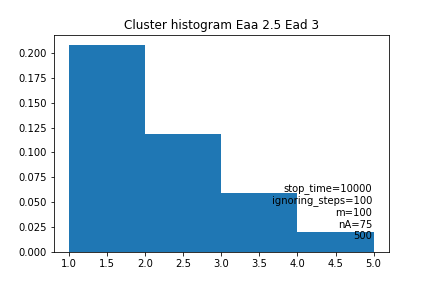 Cluster histogram Eaa 2.5 Ead 3
0.200
0.175
0.150
0.125
0.100
0.075
0.050
0.025
0.000
stop_time=10000
ignoring_steps=100
m=100
nA=75
500
1.0 1.5 2.0 2.5 3.0 3.5 4.0 4.5 5.0